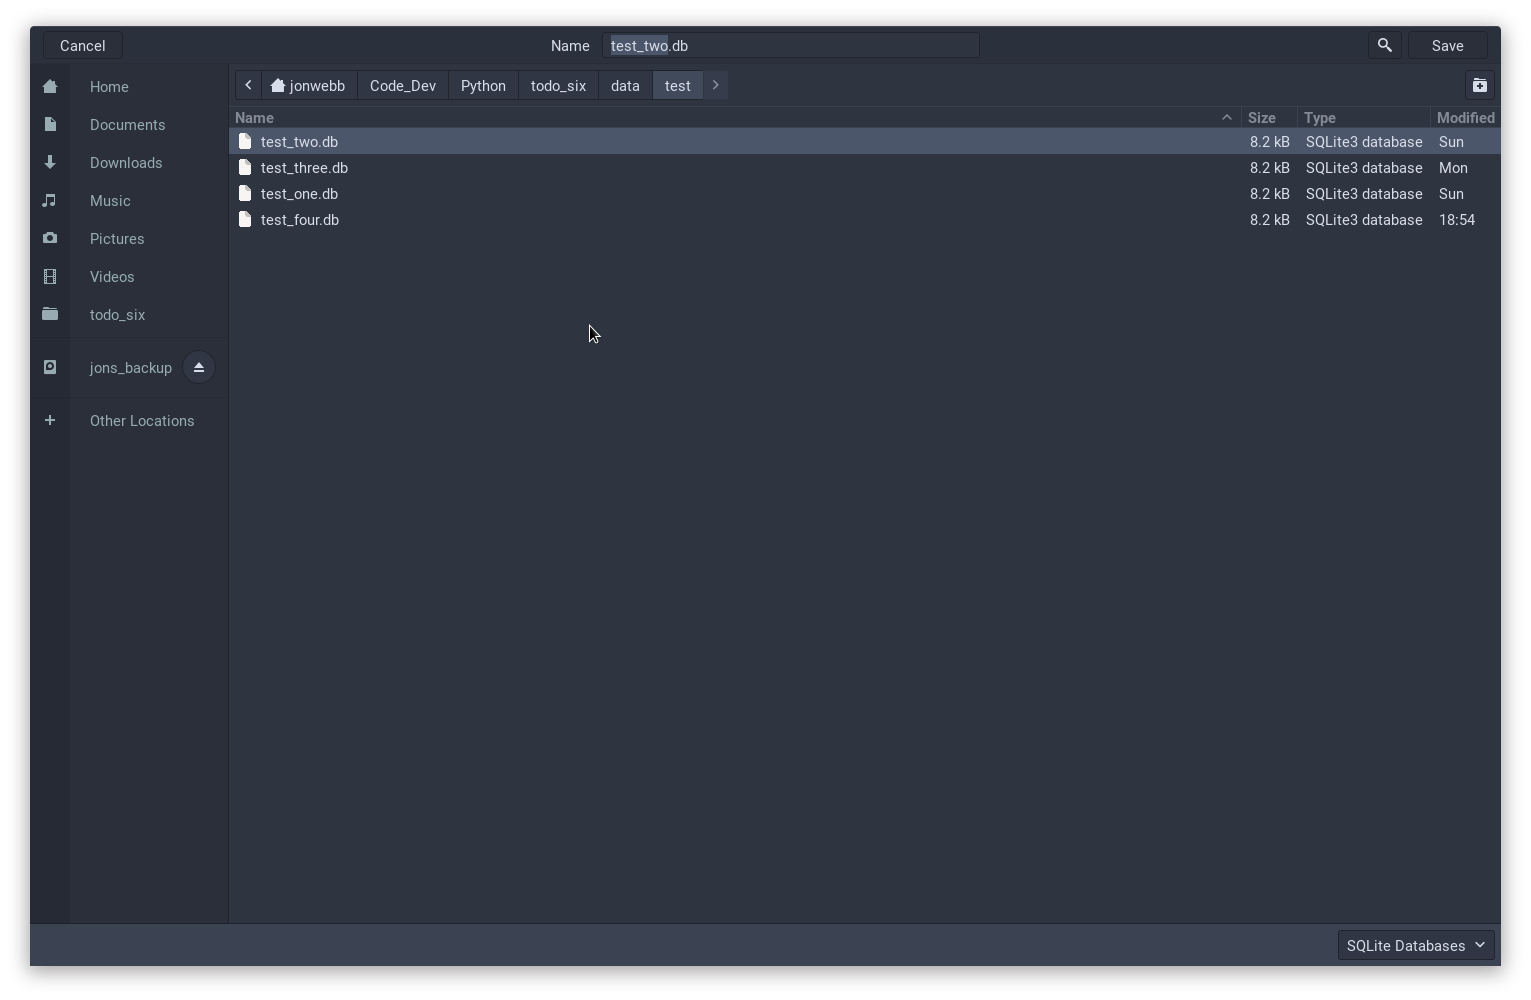 Cancel Name test_two.db Save
jonwebb Code_Dev Python todo_six data test
Home
Documents
Downloads
Music
Pictures
Videos
todo_six
jons_backup
Other Locations
Name Size Type Modified
test_two.db 8.2 kB SQLite3 database Sun
test_three.db 8.2 kB SQLite3 database Mon
test_one.db 8.2 kB SQLite3 database Sun
test_four.db 8.2 kB SQLite3 database 18:54
SQLite Databases